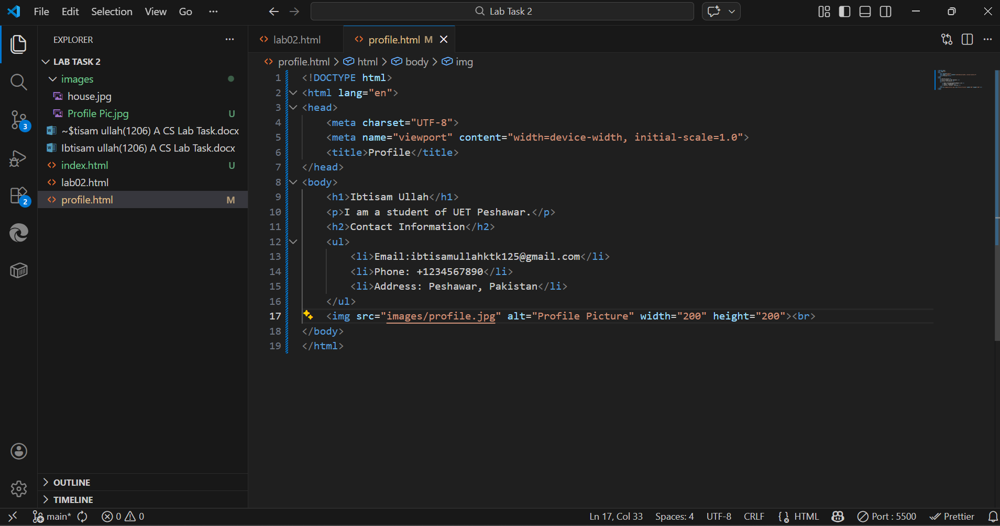 File Edit Selection View Go ··· Lab Task 2
EXPLORER ···
LAB TASK 2
images
house.jpg
Profile Pic.jpg U
~$tisam ullah(1206) A CS Lab Task.docx
Ibtisam ullah(1206) A CS Lab Task.docx
index.html U
lab02.html
profile.html M
3
2
OUTLINE
TIMELINE
lab02.html profile.html M
profile.html > html > body > img
1 <!DOCTYPE html>
2 <html lang="en">
3 <head>
4 <meta charset="UTF-8">
5 <meta name="viewport" content="width=device-width, initial-scale=1.0">
6 <title>Profile</title>
7 </head>
8 <body>
9 <h1>Ibtisam Ullah</h1>
10 <p>I am a student of UET Peshawar.</p>
11 <h2>Contact Information</h2>
12 <ul>
13 <li>Email:ibtisamullahktk125@gmail.com</li>
14 <li>Phone: +1234567890</li>
15 <li>Address: Peshawar, Pakistan</li>
16 </ul>
17 <img src="images/profile.jpg" alt="Profile Picture" width="200" height="200"><br>
18 </body>
19 </html>
main* 0 0 Ln 17, Col 33 Spaces: 4 UTF-8 CRLF HTML Port : 5500 Prettier